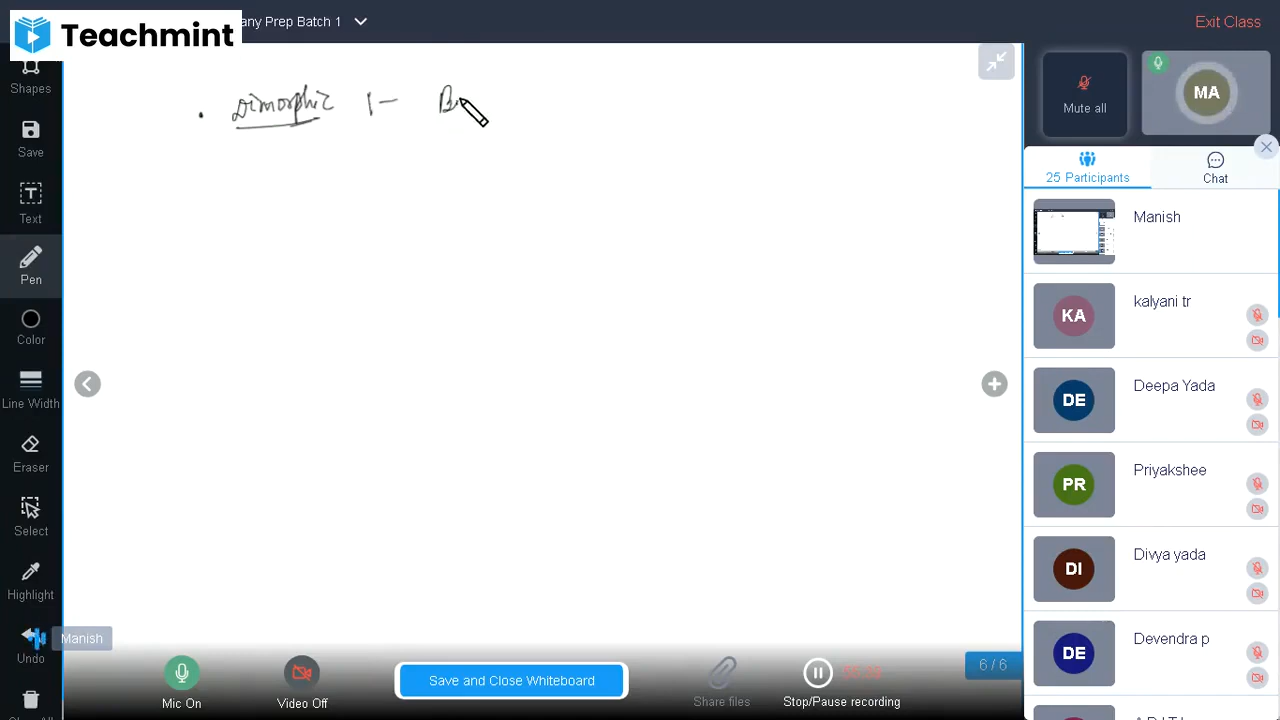 Teachmint
any Prep Batch 1
Exit Class
Shapes
Save
Text
Pen
Color
Line Width
Eraser
Select
Highlight
Undo
. Dimorphic :-
Mute all
MA
25 Participants
Chat
Manish
KA kalyani tr
DE Deepa Yada
PR Priyakshee
DI Divya yada
DE Devendra p
Manish
Mic On
Video Off
Save and Close Whiteboard
Share files
Stop/Pause recording
6 / 6